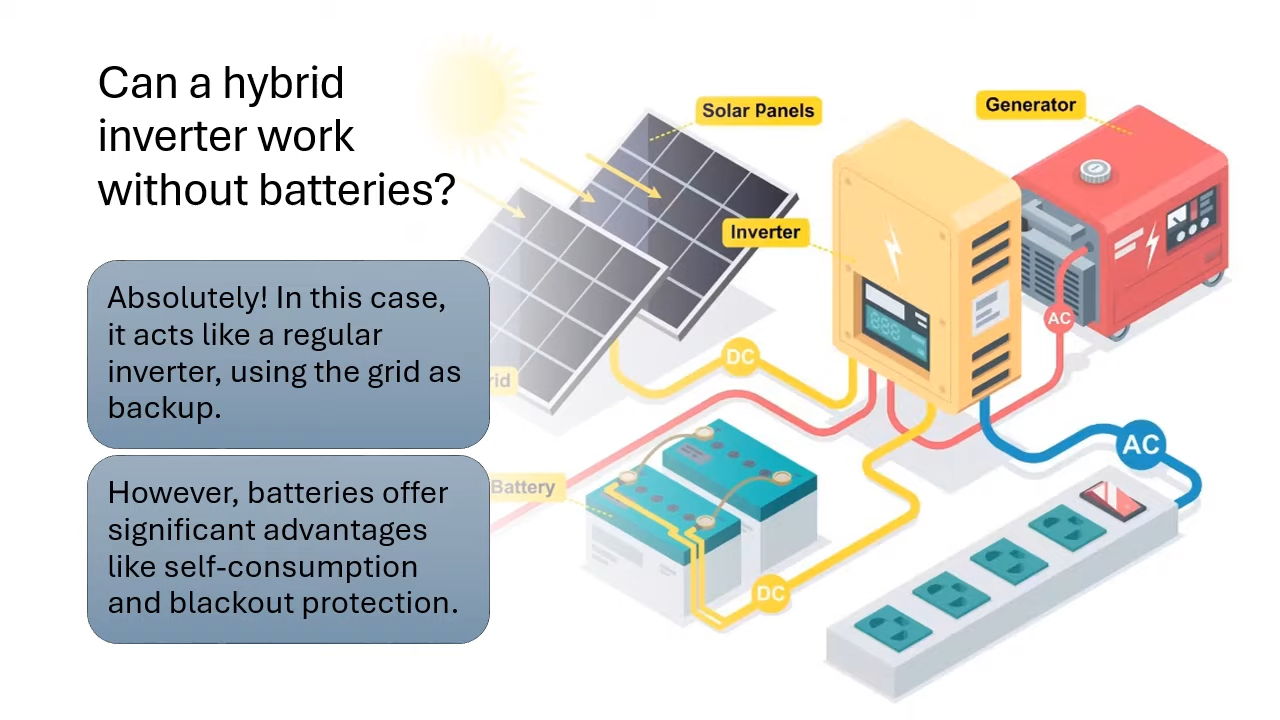 Can a hybrid
inverter work
without batteries?
Absolutely! In this case,
it acts like a regular
inverter, using the grid as
backup.
However, batteries offer
significant advantages
like self-consumption
and blackout protection.
Solar Panels
Generator
Inverter
AC
DC
rid
AC
Battery
DC